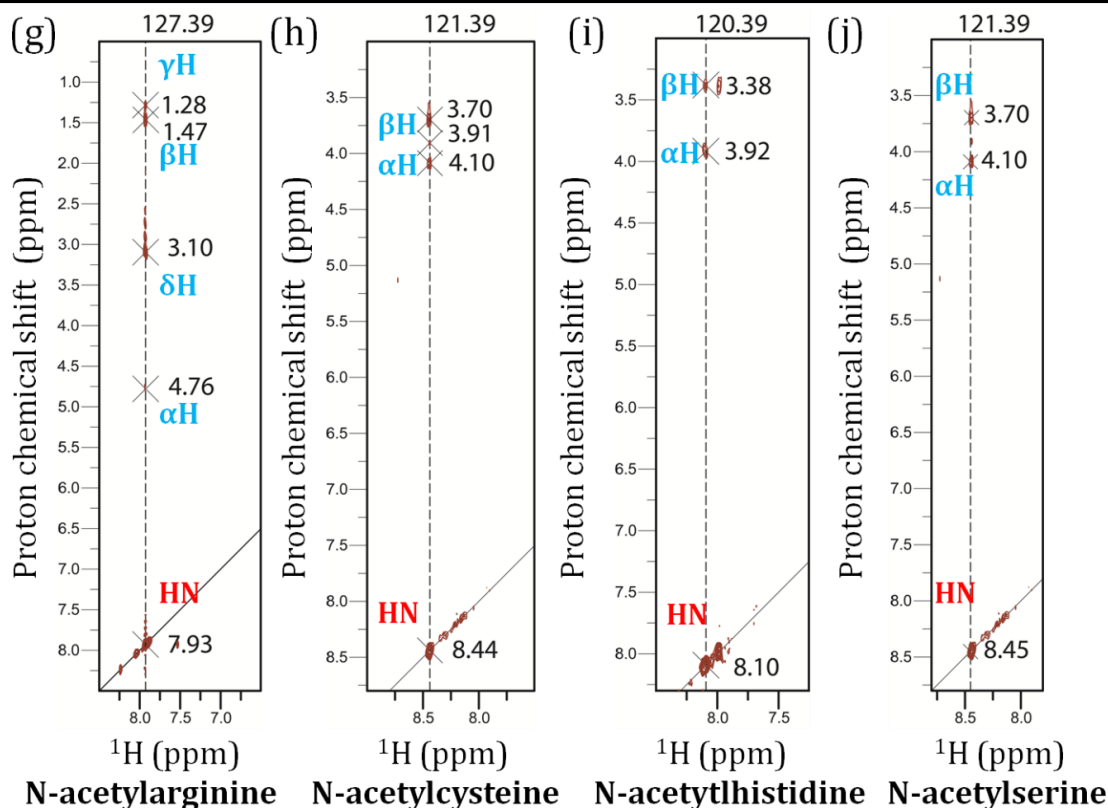 (g) 127.39
Proton chemical shift (ppm)
1.0
1.5
2.0
2.5
3.0
3.5
4.0
4.5
5.0
5.5
6.0
6.5
7.0
7.5
8.0
γH
1.28
1.47
βH
3.10
δH
4.76
αH
HN
7.93
8.0 7.5 7.0
¹H (ppm)
N-acetylarginine
(h) 121.39
Proton chemical shift (ppm)
3.5
4.0
4.5
5.0
5.5
6.0
6.5
7.0
7.5
8.0
8.5
3.70
βH
3.91
αH
4.10
HN
8.44
8.5 8.0
¹H (ppm)
N-acetylcysteine
(i) 120.39
Proton chemical shift (ppm)
3.5
4.0
4.5
5.0
5.5
6.0
6.5
7.0
7.5
8.0
βH
3.38
αH
3.92
HN
8.10
8.0 7.5
¹H (ppm)
N-acetytlhistidine
(j) 121.39
Proton chemical shift (ppm)
3.5
4.0
4.5
5.0
5.5
6.0
6.5
7.0
7.5
8.0
8.5
βH
3.70
4.10
αH
HN
8.45
8.5 8.0
¹H (ppm)
N-acetylserine